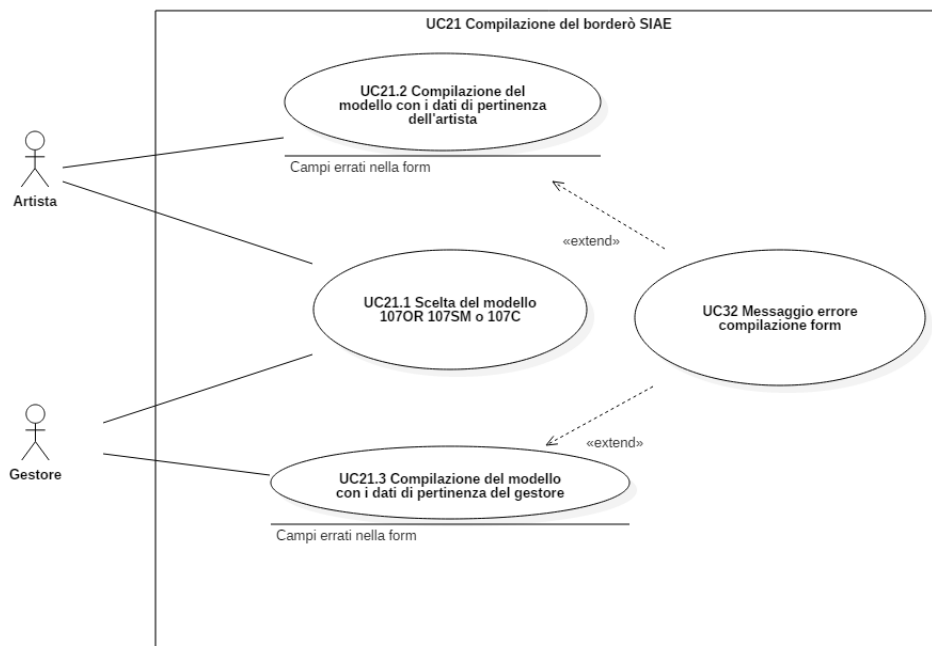 UC21 Compilazione del borderò SIAE
UC21.2 Compilazione del
modello con i dati di pertinenza
dell'artista
Campi errati nella form
Artista
«extend»
UC21.1 Scelta del modello
107OR 107SM o 107C
UC32 Messaggio errore
compilazione form
Gestore
«extend»
UC21.3 Compilazione del modello
con i dati di pertinenza del gestore
Campi errati nella form